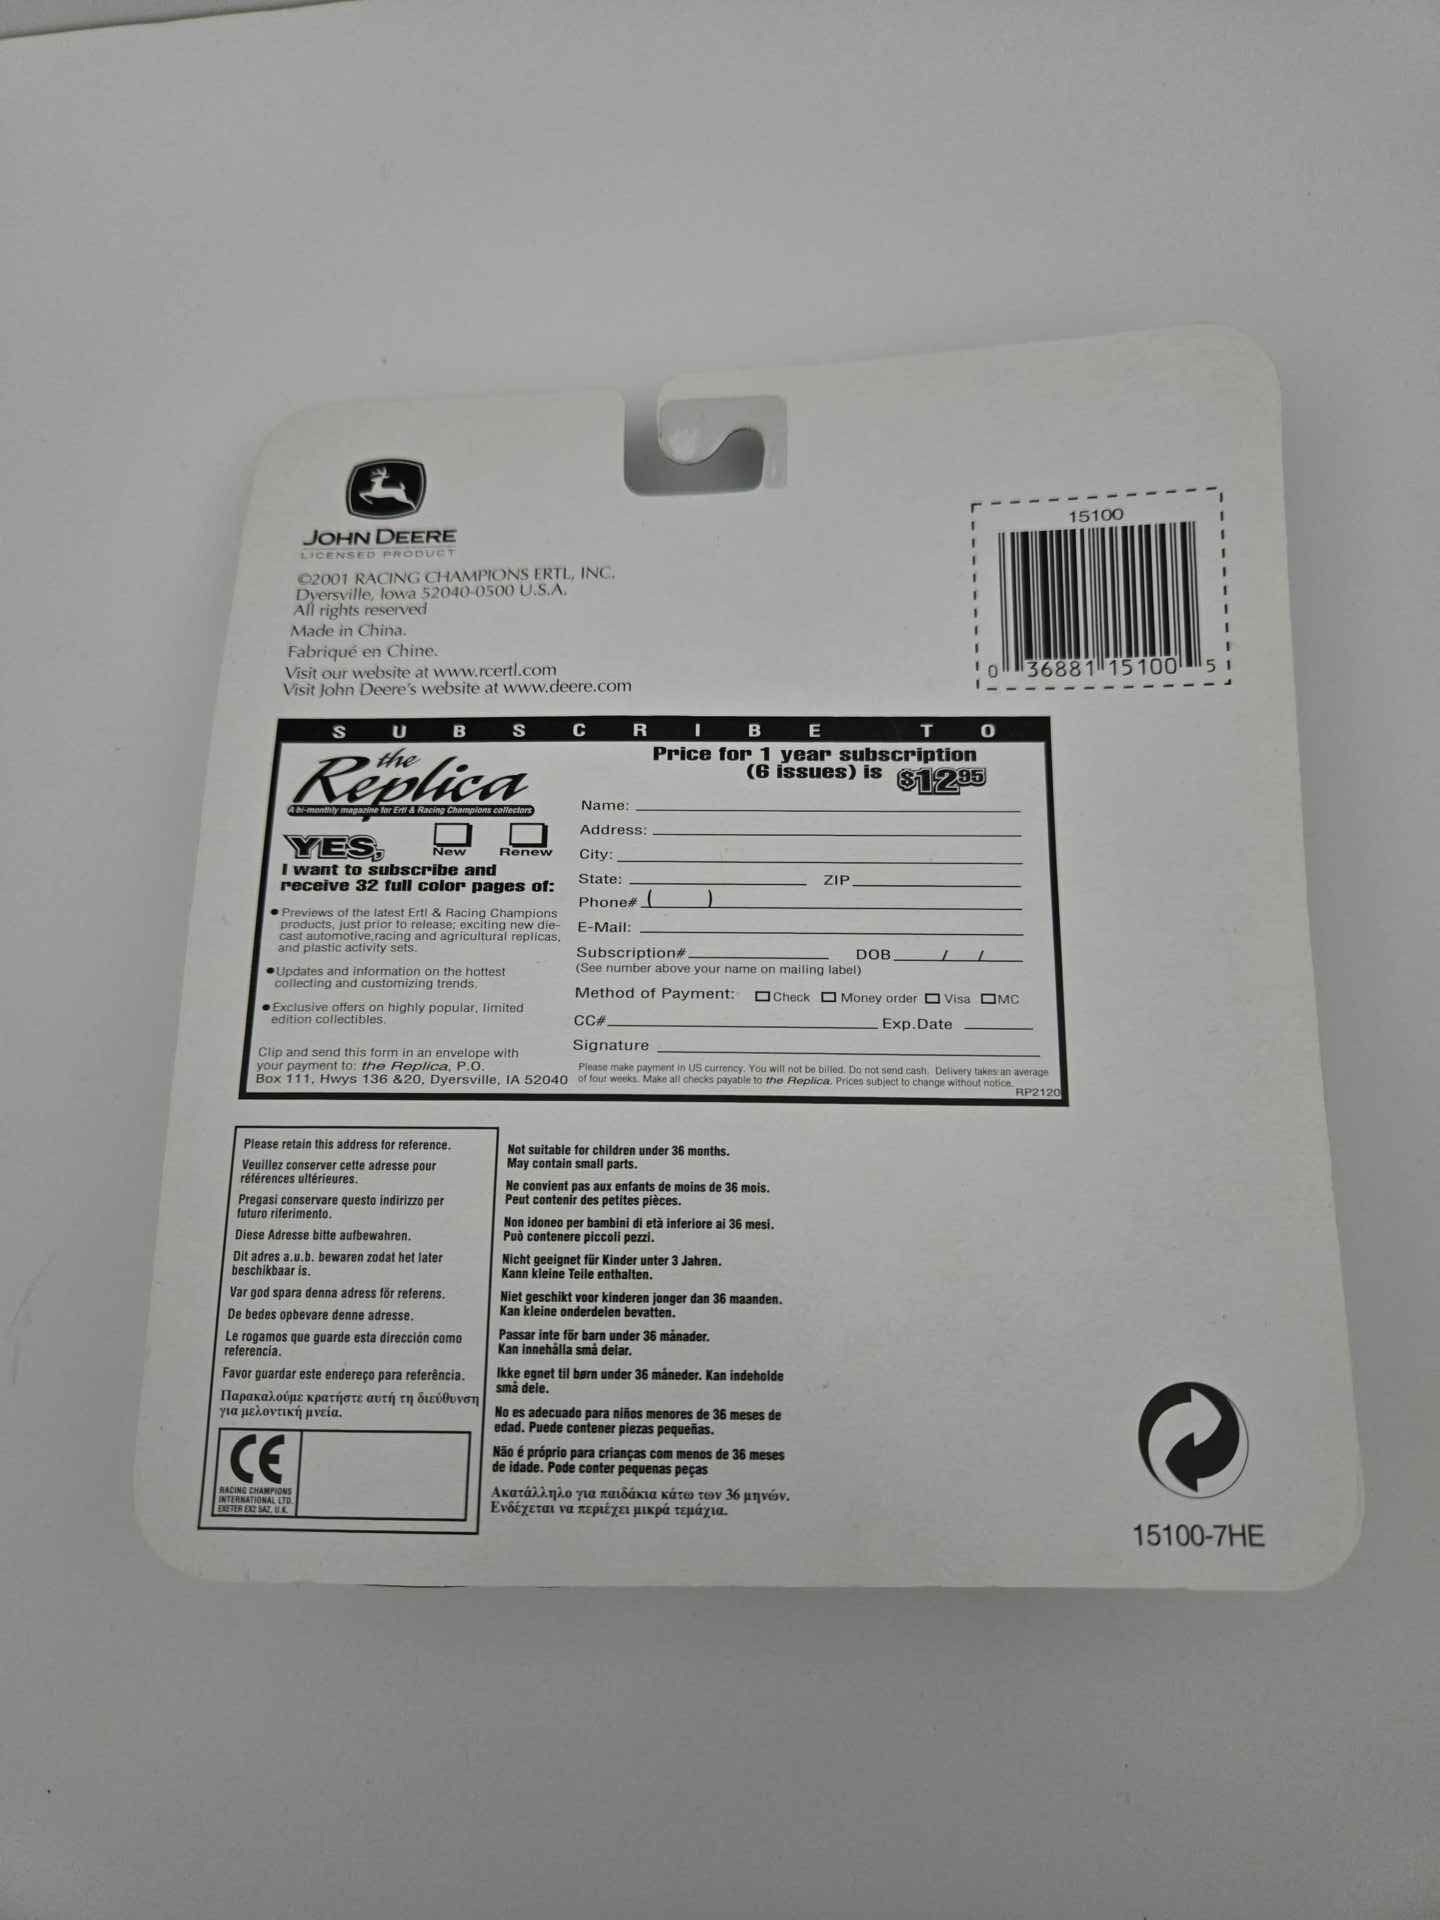 JOHN DEERE
LICENSED PRODUCT
©2001 RACING CHAMPIONS ERTL, INC.
Dyersville, Iowa 52040-0500 U.S.A.
All rights reserved
Made in China.
Fabriqué en Chine.
Visit our website at www.rcertl.com
Visit John Deere's website at www.deere.com
15100
0 36881 15100 5
SUBSCRIBE TO
the
Replica
A bi-monthly magazine for Ertl & Racing Champions collectors
YES,
New Renew
I want to subscribe and
receive 32 full color pages of:
• Previews of the latest Ertl & Racing Champions
products, just prior to release; exciting new die-
cast automotive,racing and agricultural replicas,
and plastic activity sets.
• Updates and information on the hottest
collecting and customizing trends.
• Exclusive offers on highly popular, limited
edition collectibles.
Clip and send this form in an envelope with
your payment to: the Replica, P.O.
Box 111, Hwys 136 &20, Dyersville, IA 52040
Price for 1 year subscription
(6 issues) is $12.95
Name:
Address:
City:
State: ZIP
Phone# ( )
E-Mail:
Subscription# DOB / /
(See number above your name on mailing label)
Method of Payment: Check Money order Visa MC
CC# Exp.Date
Signature
Please make payment in US currency. You will not be billed. Do not send cash. Delivery takes an average
of four weeks. Make all checks payable to the Replica. Prices subject to change without notice.
RP2120
Please retain this address for reference.
Veuillez conserver cette adresse pour
références ultérieures.
Pregasi conservare questo indirizzo per
futuro riferimento.
Diese Adresse bitte aufbewahren.
Dit adres a.u.b. bewaren zodat het later
beschikbaar is.
Var god spara denna adress för referens.
De bedes opbevare denne adresse.
Le rogamos que guarde esta dirección como
referencia.
Favor guardar este endereço para referência.
Παρακαλούμε κρατήστε αυτή τη διεύθυνση
για μελοντική μνεία.
CE
RACING CHAMPIONS
INTERNATIONAL LTD.
EXETER EX2 8AZ, U.K.
Not suitable for children under 36 months.
May contain small parts.
Ne convient pas aux enfants de moins de 36 mois.
Peut contenir des petites pièces.
Non idoneo per bambini di età inferiore ai 36 mesi.
Può contenere piccoli pezzi.
Nicht geeignet für Kinder unter 3 Jahren.
Kann kleine Teile enthalten.
Niet geschikt voor kinderen jonger dan 36 maanden.
Kan kleine onderdelen bevatten.
Passar inte för barn under 36 månader.
Kan innehålla små delar.
Ikke egnet til børn under 36 måneder. Kan indeholde
små dele.
No es adecuado para niños menores de 36 meses de
edad. Puede contener piezas pequeñas.
Não é próprio para crianças com menos de 36 meses
de idade. Pode conter pequenas peças
Ακατάλληλο για παιδάκια κάτω των 36 μηνών.
Ενδέχεται να περιέχει μικρά τεμάχια.
15100-7HE